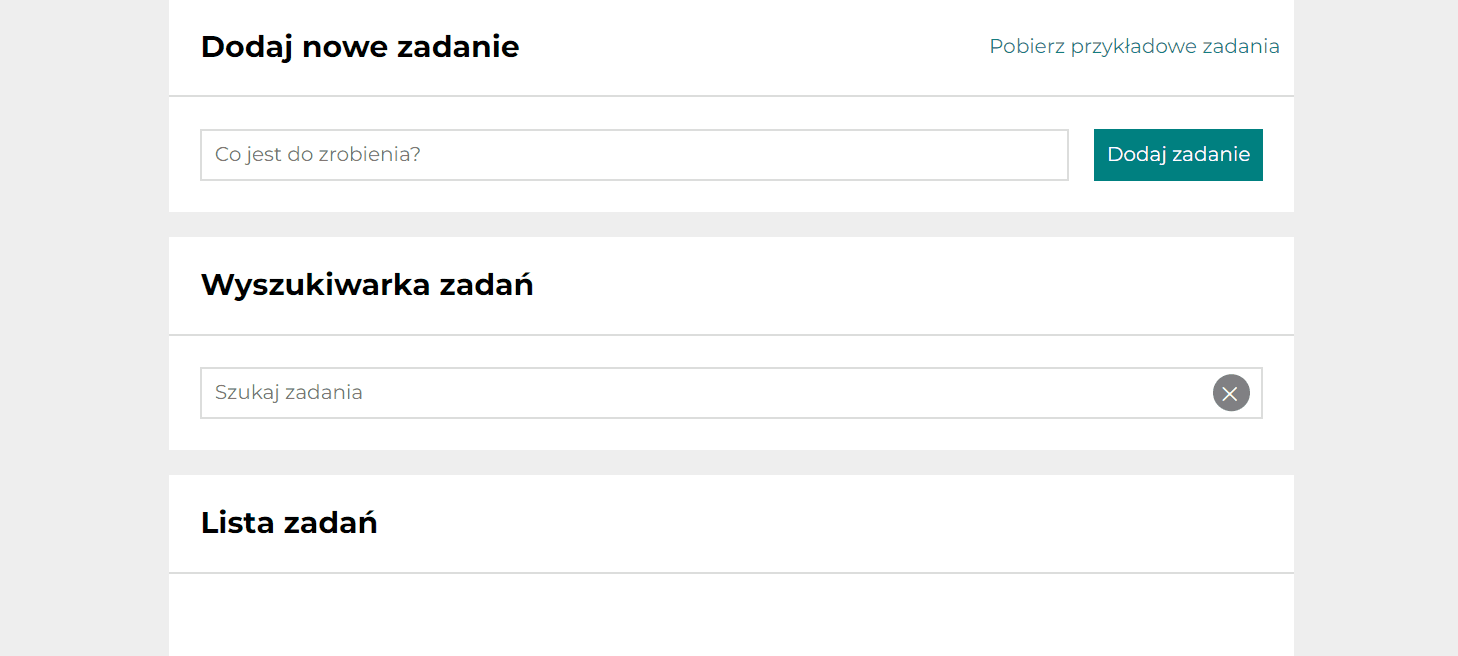 Dodaj nowe zadanie
Pobierz przykładowe zadania
Co jest do zrobienia?
Dodaj zadanie
Wyszukiwarka zadań
Szukaj zadania
Lista zadań